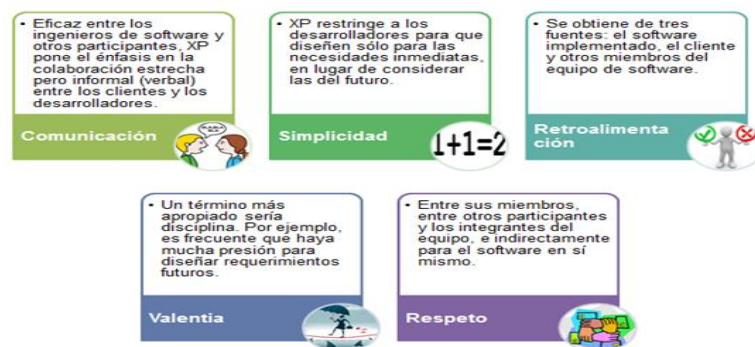 • Eficaz entre los
ingenieros de software y
otros participantes, XP
pone el énfasis en la
colaboración estrecha
pero informal (verbal)
entre los clientes y los
desarrolladores.
Comunicación
• XP restringe a los
desarrolladores para que
diseñen sólo para las
necesidades inmediatas,
en lugar de considerar
las del futuro.
Simplicidad
1+1=2
• Se obtiene de tres
fuentes: el software
implementado, el cliente
y otros miembros del
equipo de software.
Retroalimenta
ción
• Un término más
apropiado sería
disciplina. Por ejemplo,
es frecuente que haya
mucha presión para
diseñar requerimientos
futuros.
Valentia
• Entre sus miembros,
entre otros participantes
y los integrantes del
equipo, e indirectamente
para el software en sí
mismo.
Respeto